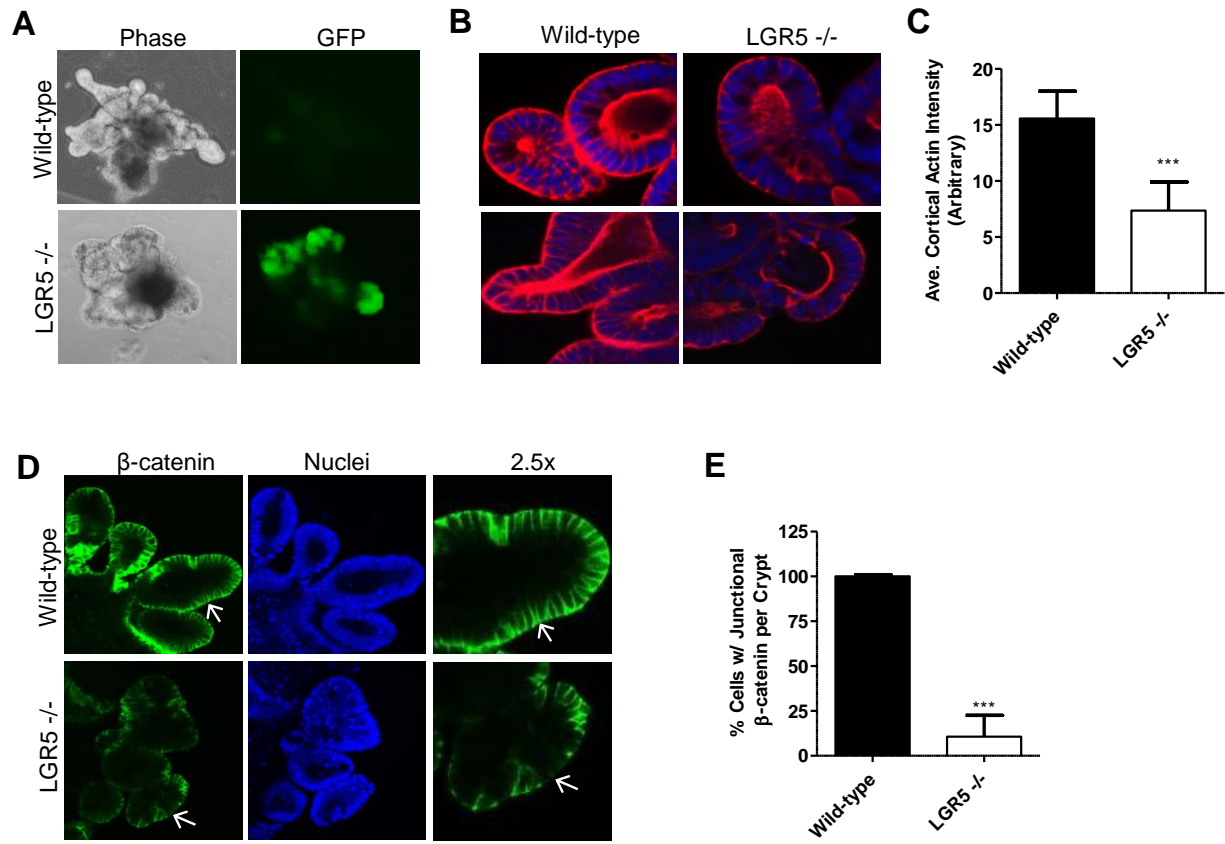 A
Phase
GFP
Wild-type
LGR5 -/-
B
Wild-type
LGR5 -/-
C
Ave. Cortical Actin Intensity
(Arbitrary)
20
15
10
5
0
***
Wild-type
LGR5 -/-
D
β-catenin
Nuclei
2.5x
Wild-type
LGR5 -/-
E
% Cells w/ Junctional
β-catenin per Crypt
125
100
75
50
25
0
***
Wild-type
LGR5 -/-